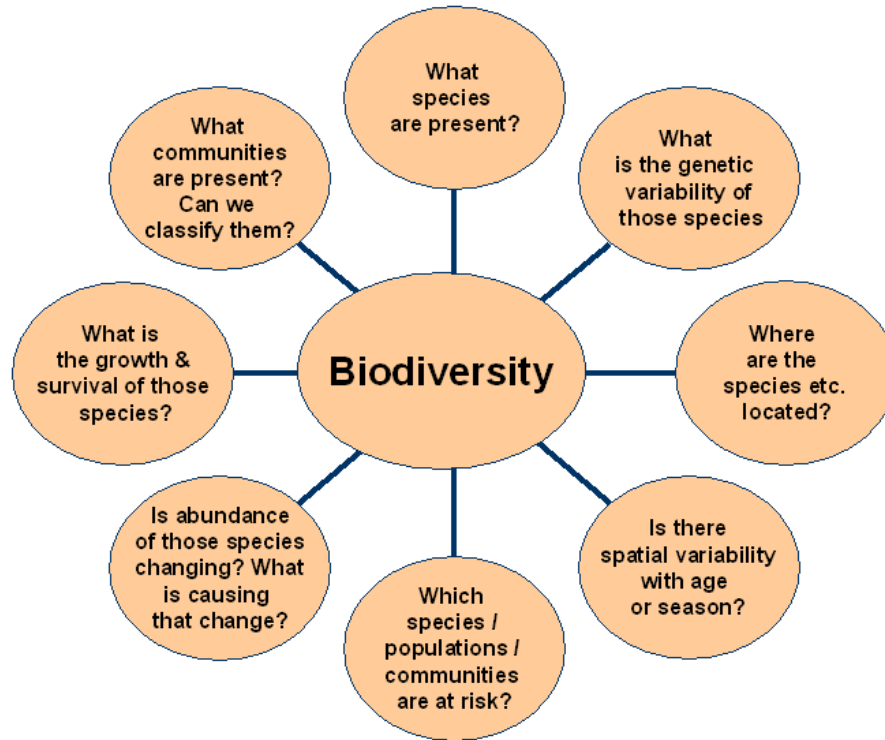 What
species
are present?
What
is the genetic
variability of
those species
Where
are the
species etc.
located?
Is there
spatial variability
with age
or season?
Which
species /
populations /
communities
are at risk?
Is abundance
of those species
changing? What
is causing
that change?
What is
the growth &
survival of those
species?
What
communities
are present?
Can we
classify them?
Biodiversity